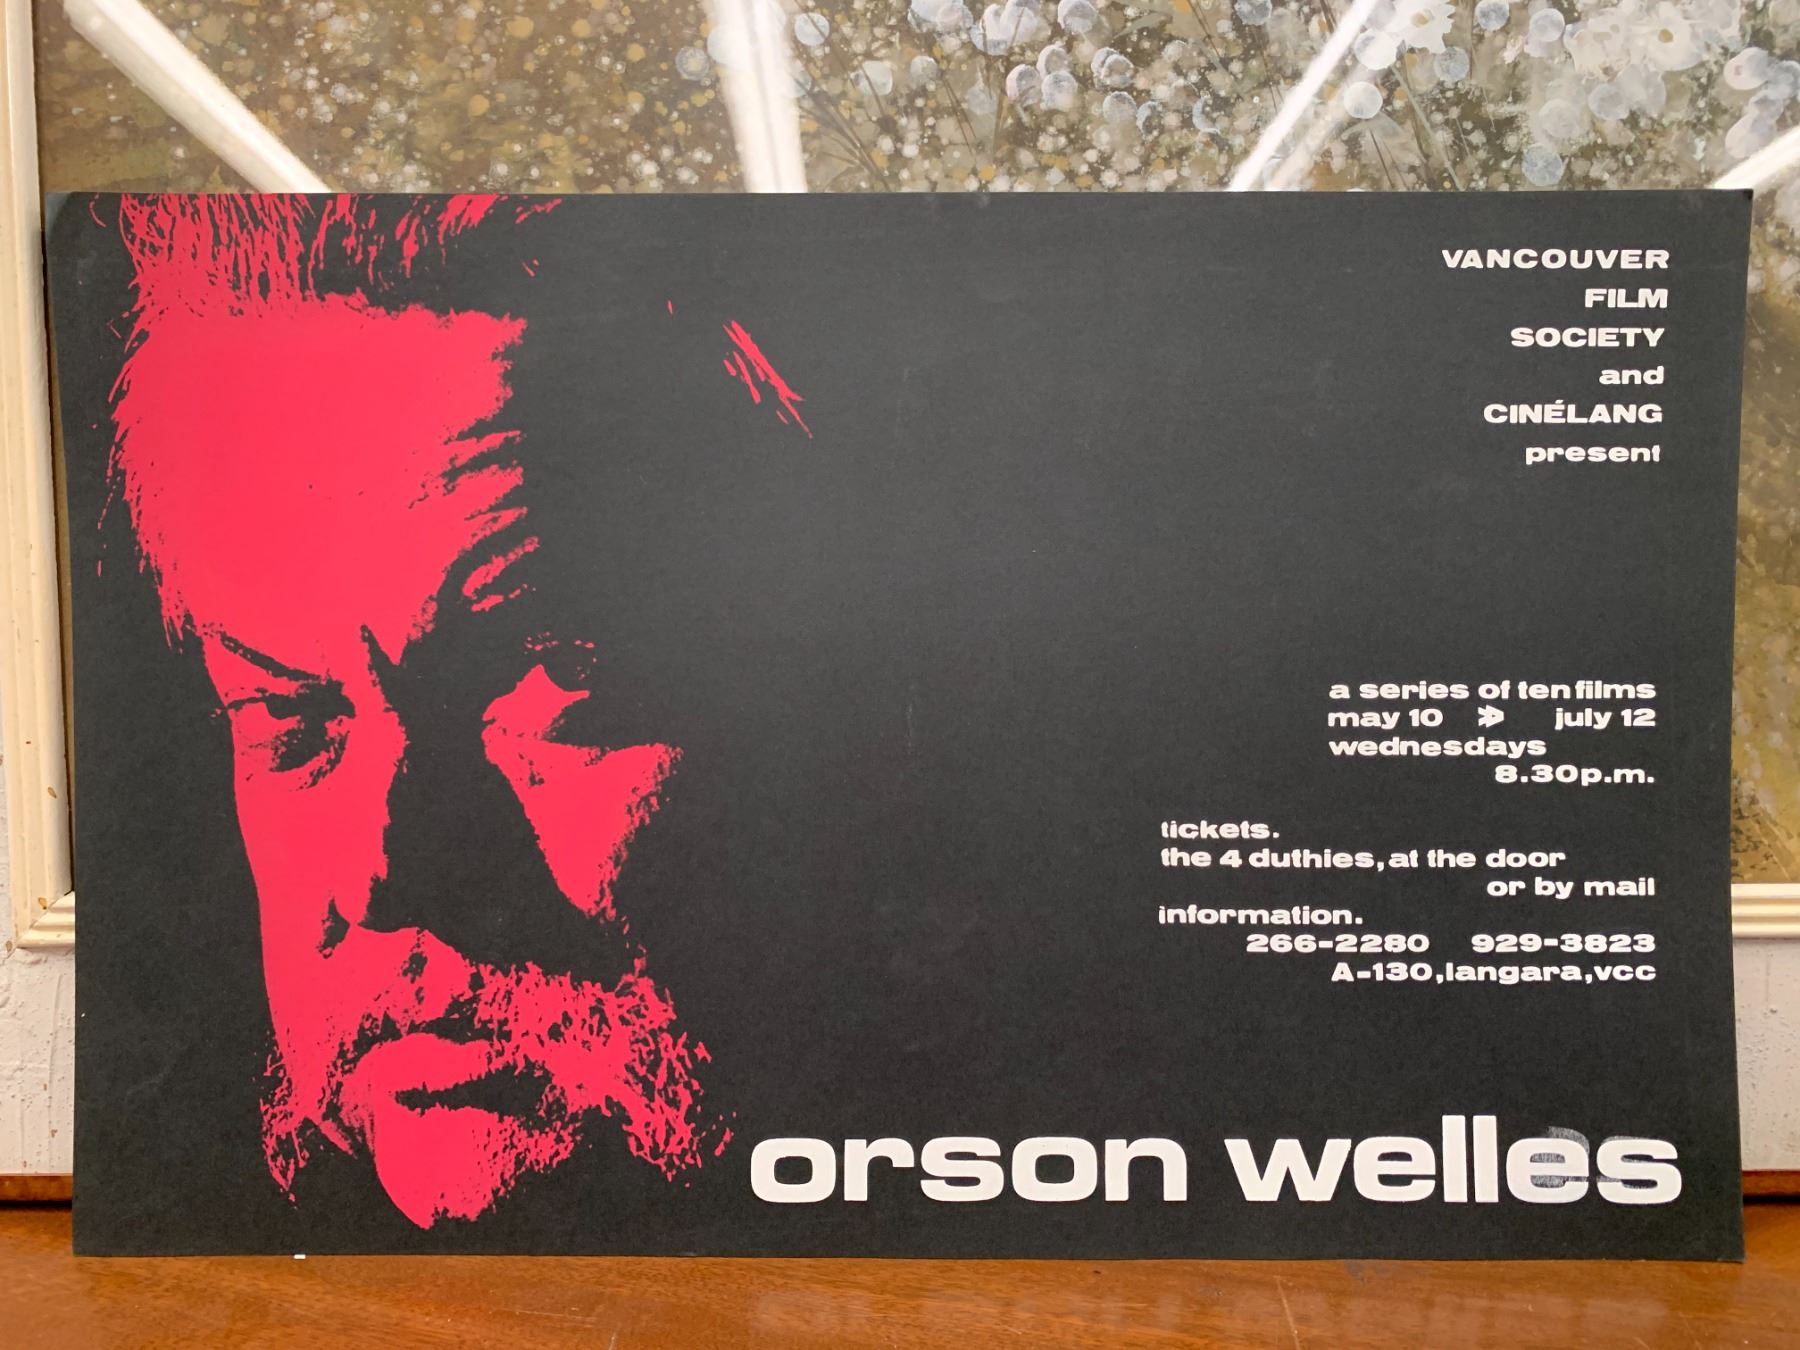 VANCOUVER
FILM
SOCIETY
and
CINÉLANG
present
a series of ten films
may 10 july 12
wednesdays
8.30p.m.
tickets.
the 4 duthies, at the door
or by mail
information.
266-2280 929-3823
A-130, langara, vcc
orson welles